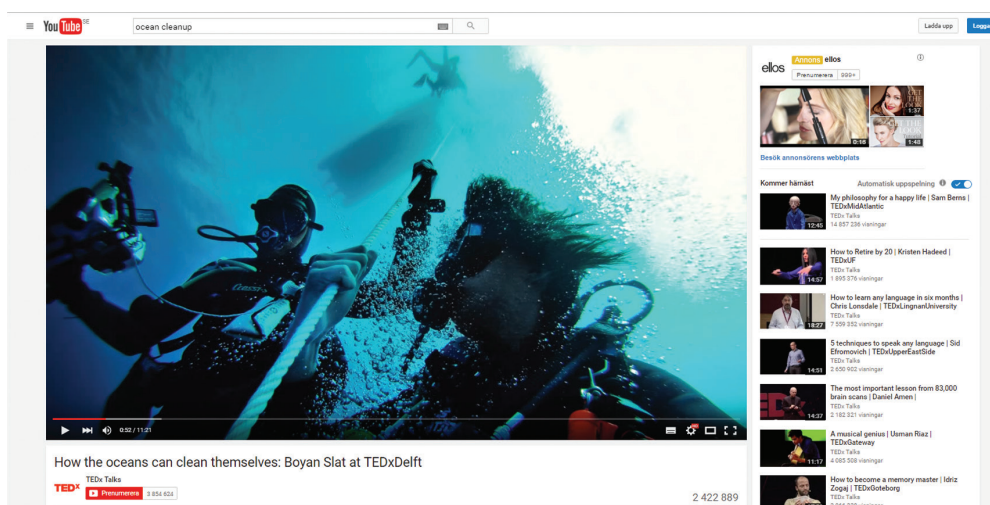 YouTube SE
ocean cleanup
Ladda upp
Logga
ellos
Annons ellos
Prenumerera 999+
GET THE LOOK
1:37
0:18
1:48
Besök annonsörens webbplats
Kommer härnäst
Automatisk uppspelning
My philosophy for a happy life | Sam Berns |
TEDxMidAtlantic
TEDx Talks
14 857 236 visningar
12:45
How to Retire by 20 | Kristen Hadeed |
TEDxUF
TEDx Talks
1 895 376 visningar
14:57
How to learn any language in six months |
Chris Lonsdale | TEDxLingnanUniversity
TEDx Talks
7 559 352 visningar
18:27
5 techniques to speak any language | Sid
Efromovich | TEDxUpperEastSide
TEDx Talks
2 650 902 visningar
14:51
The most important lesson from 83,000
brain scans | Daniel Amen |
TEDx Talks
2 182 321 visningar
14:37
A musical genius | Usman Riaz |
TEDxGateway
TEDx Talks
4 085 508 visningar
11:17
How to become a memory master | Idriz
Zogaj | TEDxGoteborg
TEDx Talks
0:52 / 11:21
How the oceans can clean themselves: Boyan Slat at TEDxDelft
TEDx
TEDx Talks
Prenumerera 3 854 624
2 422 889